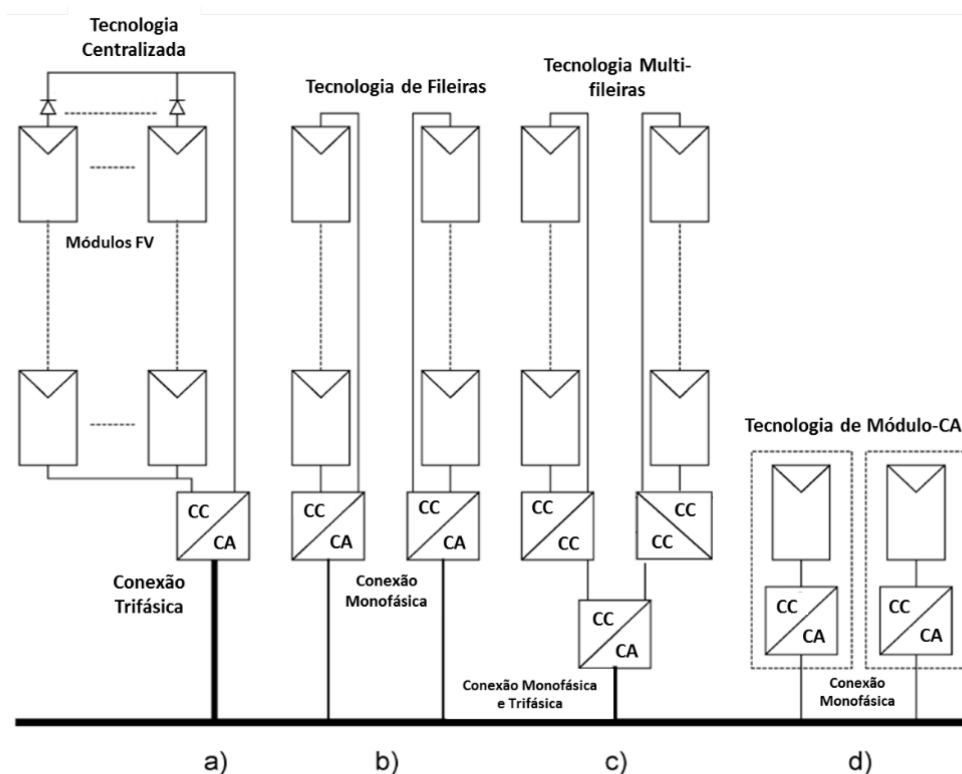 Tecnologia
Centralizada
Tecnologia de Fileiras
Tecnologia Multi-
fileiras
Módulos FV
Tecnologia de Módulo-CA
CC
CA
CC
CA
CC
CA
CC
CC
CC
CC
CA
CC
CA
CC
CA
Conexão
Trifásica
Conexão
Monofásica
Conexão Monofásica
e Trifásica
Conexão
Monofásica
a)
b)
c)
d)